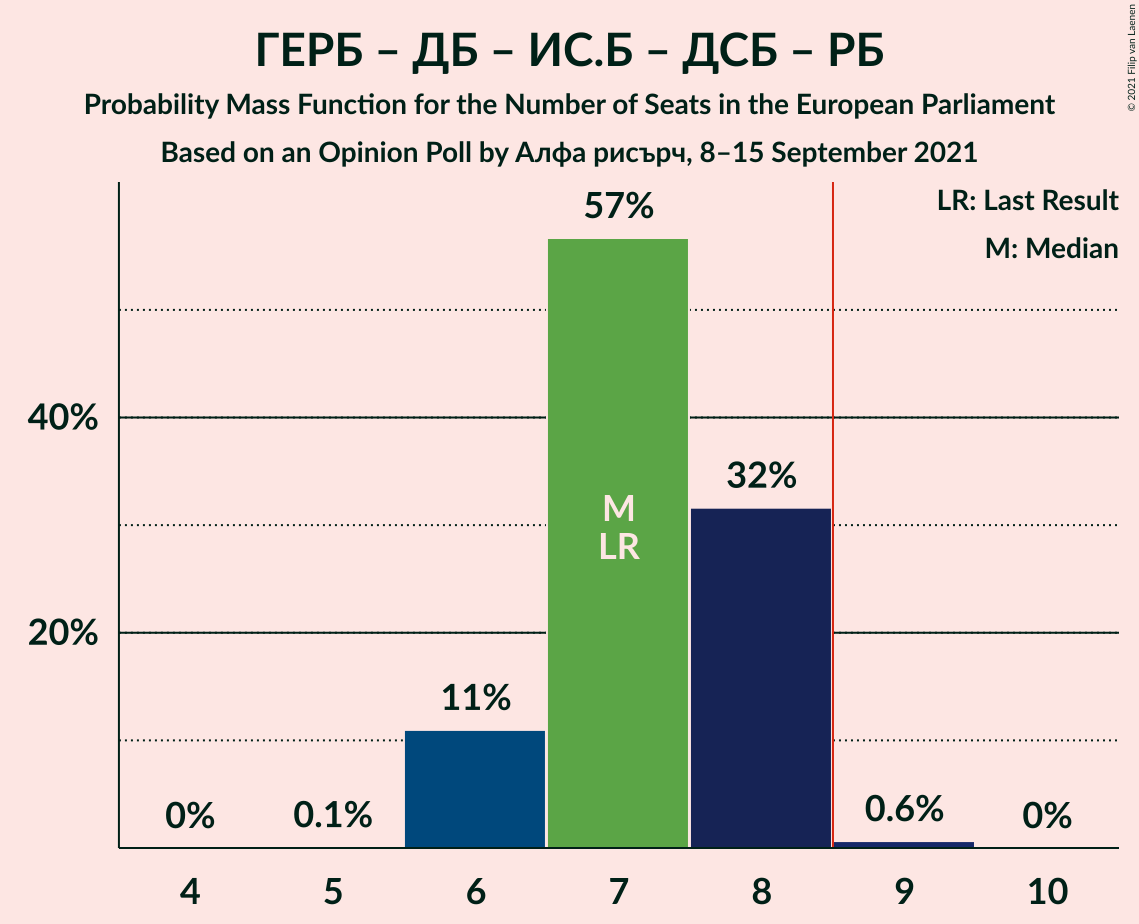 ГЕРБ – ДБ – ИС.Б – ДСБ – РБ
Probability Mass Function for the Number of Seats in the European Parliament
Based on an Opinion Poll by Алфа рисърч, 8–15 September 2021
© 2021 Filip van Laenen
LR: Last Result
M: Median
57%
40%
32%
M
LR
20%
11%
0%
0.1%
0.6%
0%
4
5
6
7
8
9
10